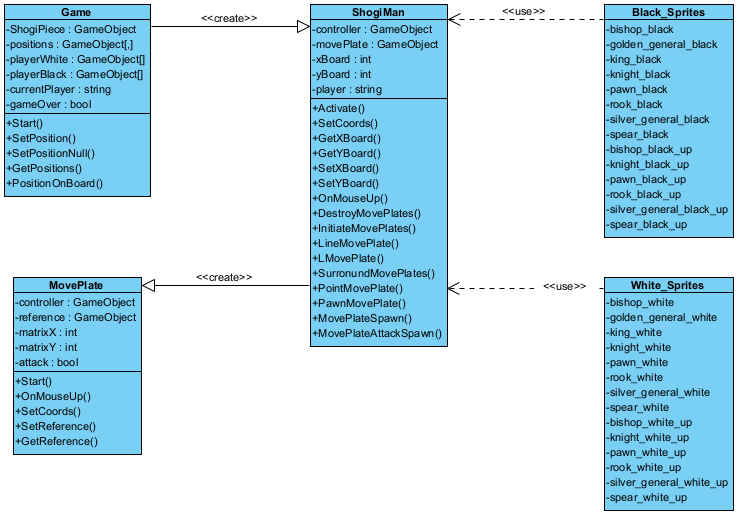 Game
-ShogiPiece : GameObject
-positions : GameObject[,]
-playerWhite : GameObject[]
-playerBlack : GameObject[]
-currentPlayer : string
-gameOver : bool
+Start()
+SetPosition()
+SetPositionNull()
+GetPositions()
+PositionOnBoard()
<<create>>
ShogiMan
-controller : GameObject
-movePlate : GameObject
-xBoard : int
-yBoard : int
-player : string
+Activate()
+SetCoords()
+GetXBoard()
+GetYBoard()
+SetXBoard()
+SetYBoard()
+OnMouseUp()
+DestroyMovePlates()
+InitiateMovePlates()
+LineMovePlate()
+LMovePlate()
+SurronundMovePlates()
+PointMovePlate()
+PawnMovePlate()
+MovePlateSpawn()
+MovePlateAttackSpawn()
<<use>>
Black_Sprites
-bishop_black
-golden_general_black
-king_black
-knight_black
-pawn_black
-rook_black
-silver_general_black
-spear_black
-bishop_black_up
-knight_black_up
-pawn_black_up
-rook_black_up
-silver_general_black_up
-spear_black_up
MovePlate
-controller : GameObject
-reference : GameObject
-matrixX : int
-matrixY : int
-attack : bool
+Start()
+OnMouseUp()
+SetCoords()
+SetReference()
+GetReference()
<<create>>
<<use>>
White_Sprites
-bishop_white
-golden_general_white
-king_white
-knight_white
-pawn_white
-rook_white
-silver_general_white
-spear_white
-bishop_white_up
-knight_white_up
-pawn_white_up
-rook_white_up
-silver_general_white_up
-spear_white_up